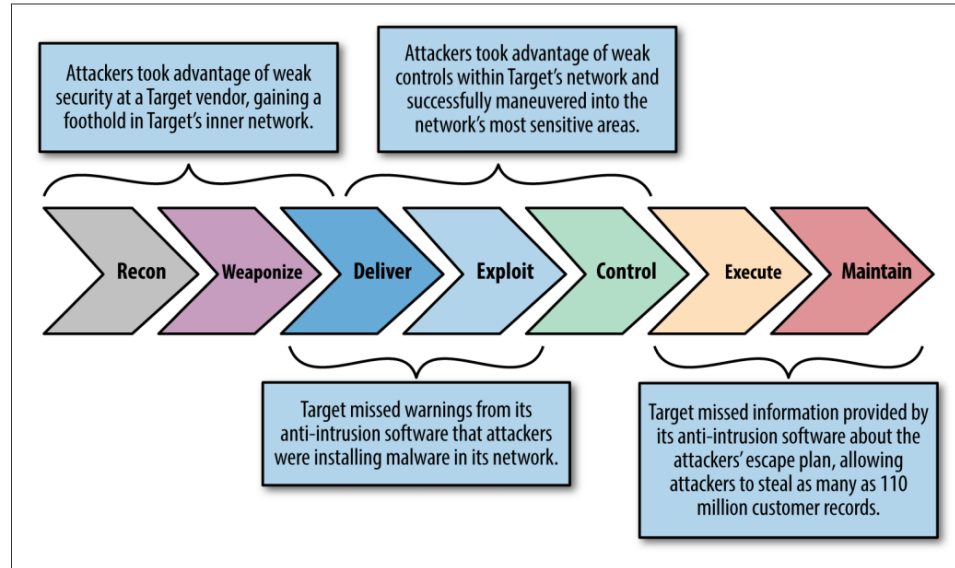 Attackers took advantage of weak
security at a Target vendor, gaining a
foothold in Target's inner network.
Attackers took advantage of weak
controls within Target's network and
successfully maneuvered into the
network's most sensitive areas.
Recon
Weaponize
Deliver
Exploit
Control
Execute
Maintain
Target missed warnings from its
anti-intrusion software that attackers
were installing malware in its network.
Target missed information provided by
its anti-intrusion software about the
attackers' escape plan, allowing
attackers to steal as many as 110
million customer records.